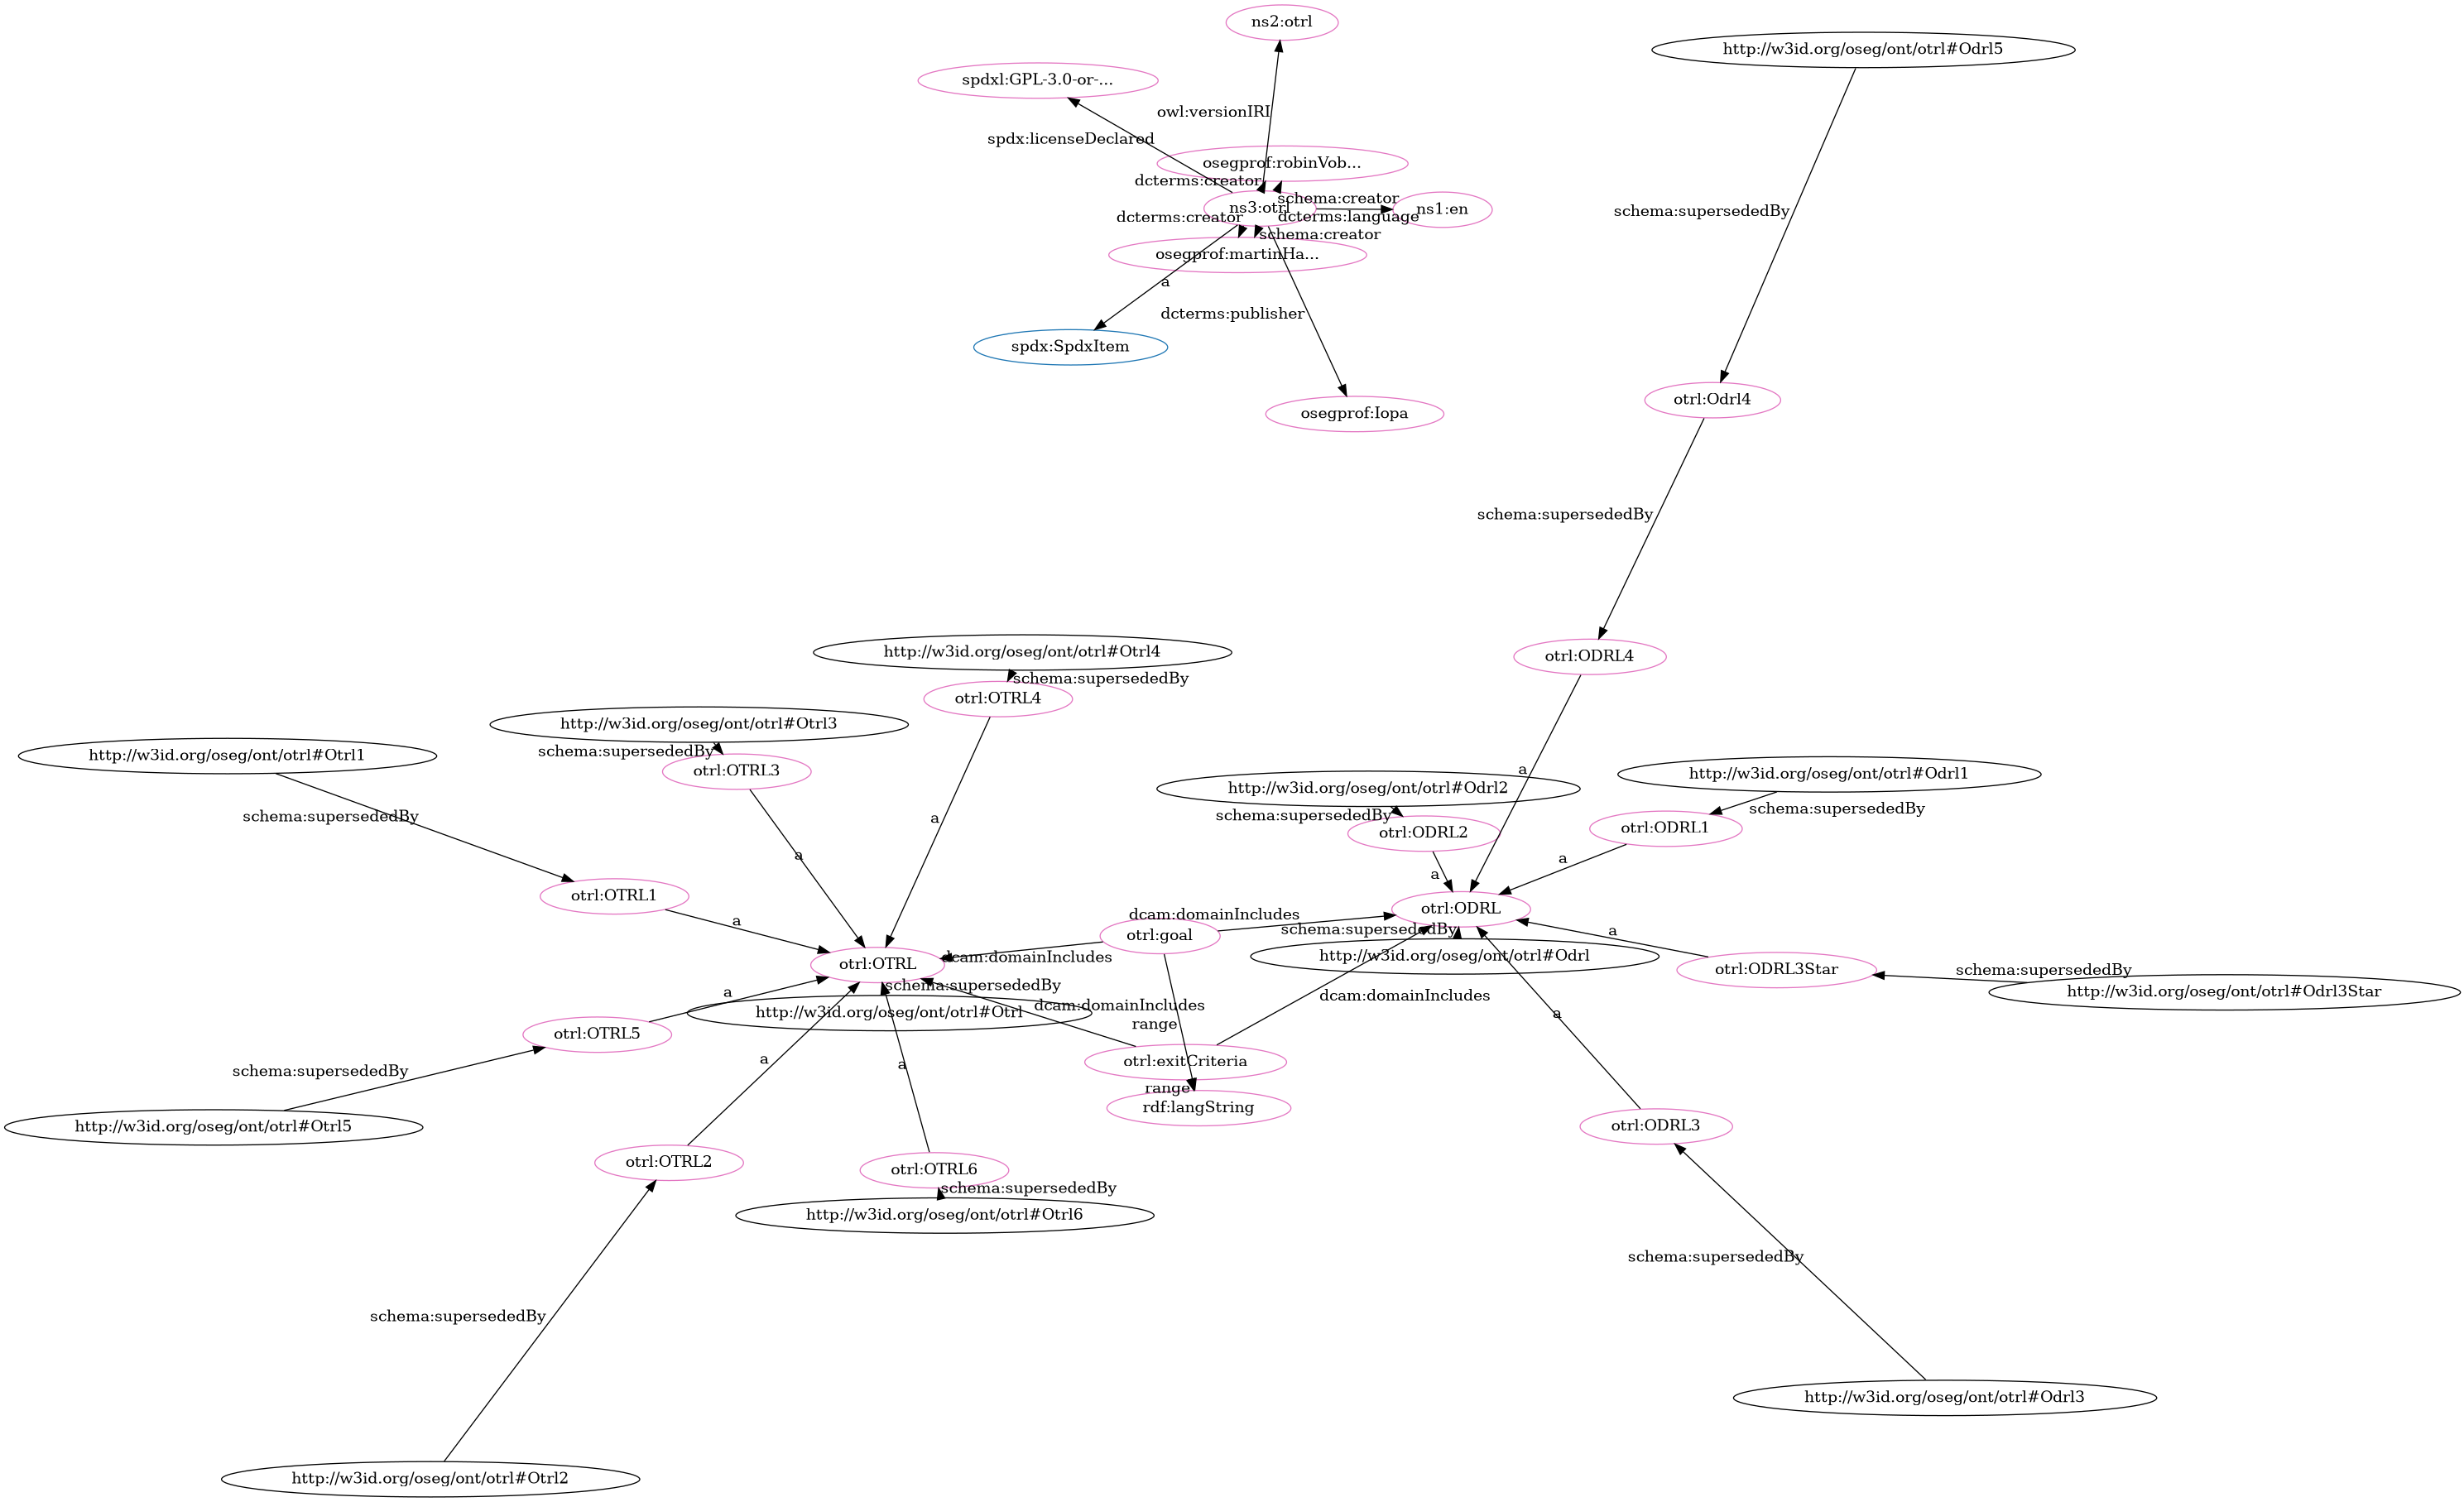 ns2:otrl
http://w3id.org/oseg/ont/otrl#Odrl5
spdxl:GPL-3.0-or-...
owl:versionIRI
spdx:licenseDeclared
osegprof:robinVob...
dcterms:creator
schema:creator
ns3:otrl
ns1:en
schema:supersededBy
dcterms:creator
dcterms:language
schema:creator
osegprof:martinHa...
a
dcterms:publisher
spdx:SpdxItem
otrl:Odrl4
osegprof:Iopa
schema:supersededBy
http://w3id.org/oseg/ont/otrl#Otrl4
otrl:ODRL4
schema:supersededBy
otrl:OTRL4
http://w3id.org/oseg/ont/otrl#Otrl3
schema:supersededBy
http://w3id.org/oseg/ont/otrl#Otrl1
otrl:OTRL3
a
http://w3id.org/oseg/ont/otrl#Odrl1
http://w3id.org/oseg/ont/otrl#Odrl2
schema:supersededBy
schema:supersededBy
schema:supersededBy
a
otrl:ODRL1
otrl:ODRL2
a
a
a
otrl:OTRL1
otrl:ODRL
dcam:domainIncludes
a
schema:supersededBy
a
otrl:goal
http://w3id.org/oseg/ont/otrl#Odrl
dcam:domainIncludes
otrl:OTRL
otrl:ODRL3Star
schema:supersededBy
schema:supersededBy
a
http://w3id.org/oseg/ont/otrl#Odrl3Star
dcam:domainIncludes
dcam:domainIncludes
http://w3id.org/oseg/ont/otrl#Otrl
a
range
otrl:OTRL5
a
a
otrl:exitCriteria
schema:supersededBy
range
rdf:langString
http://w3id.org/oseg/ont/otrl#Otrl5
otrl:ODRL3
otrl:OTRL2
otrl:OTRL6
schema:supersededBy
http://w3id.org/oseg/ont/otrl#Otrl6
schema:supersededBy
schema:supersededBy
http://w3id.org/oseg/ont/otrl#Odrl3
http://w3id.org/oseg/ont/otrl#Otrl2